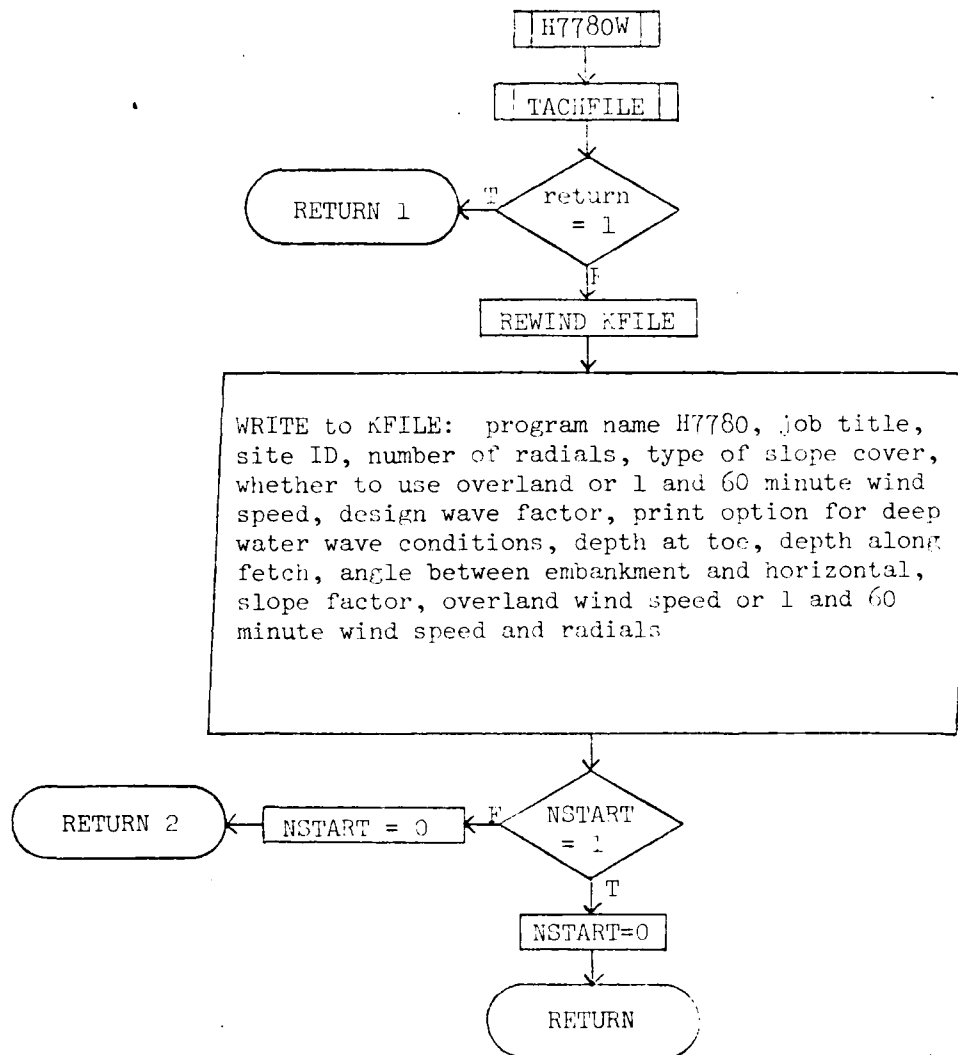 H7780W
TACHFILE
T
return
= 1
RETURN 1
F
REWIND KFILE
WRITE to KFILE: program name H7780, job title,
site ID, number of radials, type of slope cover,
whether to use overland or 1 and 60 minute wind
speed, design wave factor, print option for deep
water wave conditions, depth at toe, depth along
fetch, angle between embankment and horizontal,
slope factor, overland wind speed or 1 and 60
minute wind speed and radials
RETURN 2
NSTART = 0
F
NSTART
= 1
T
NSTART=0
RETURN